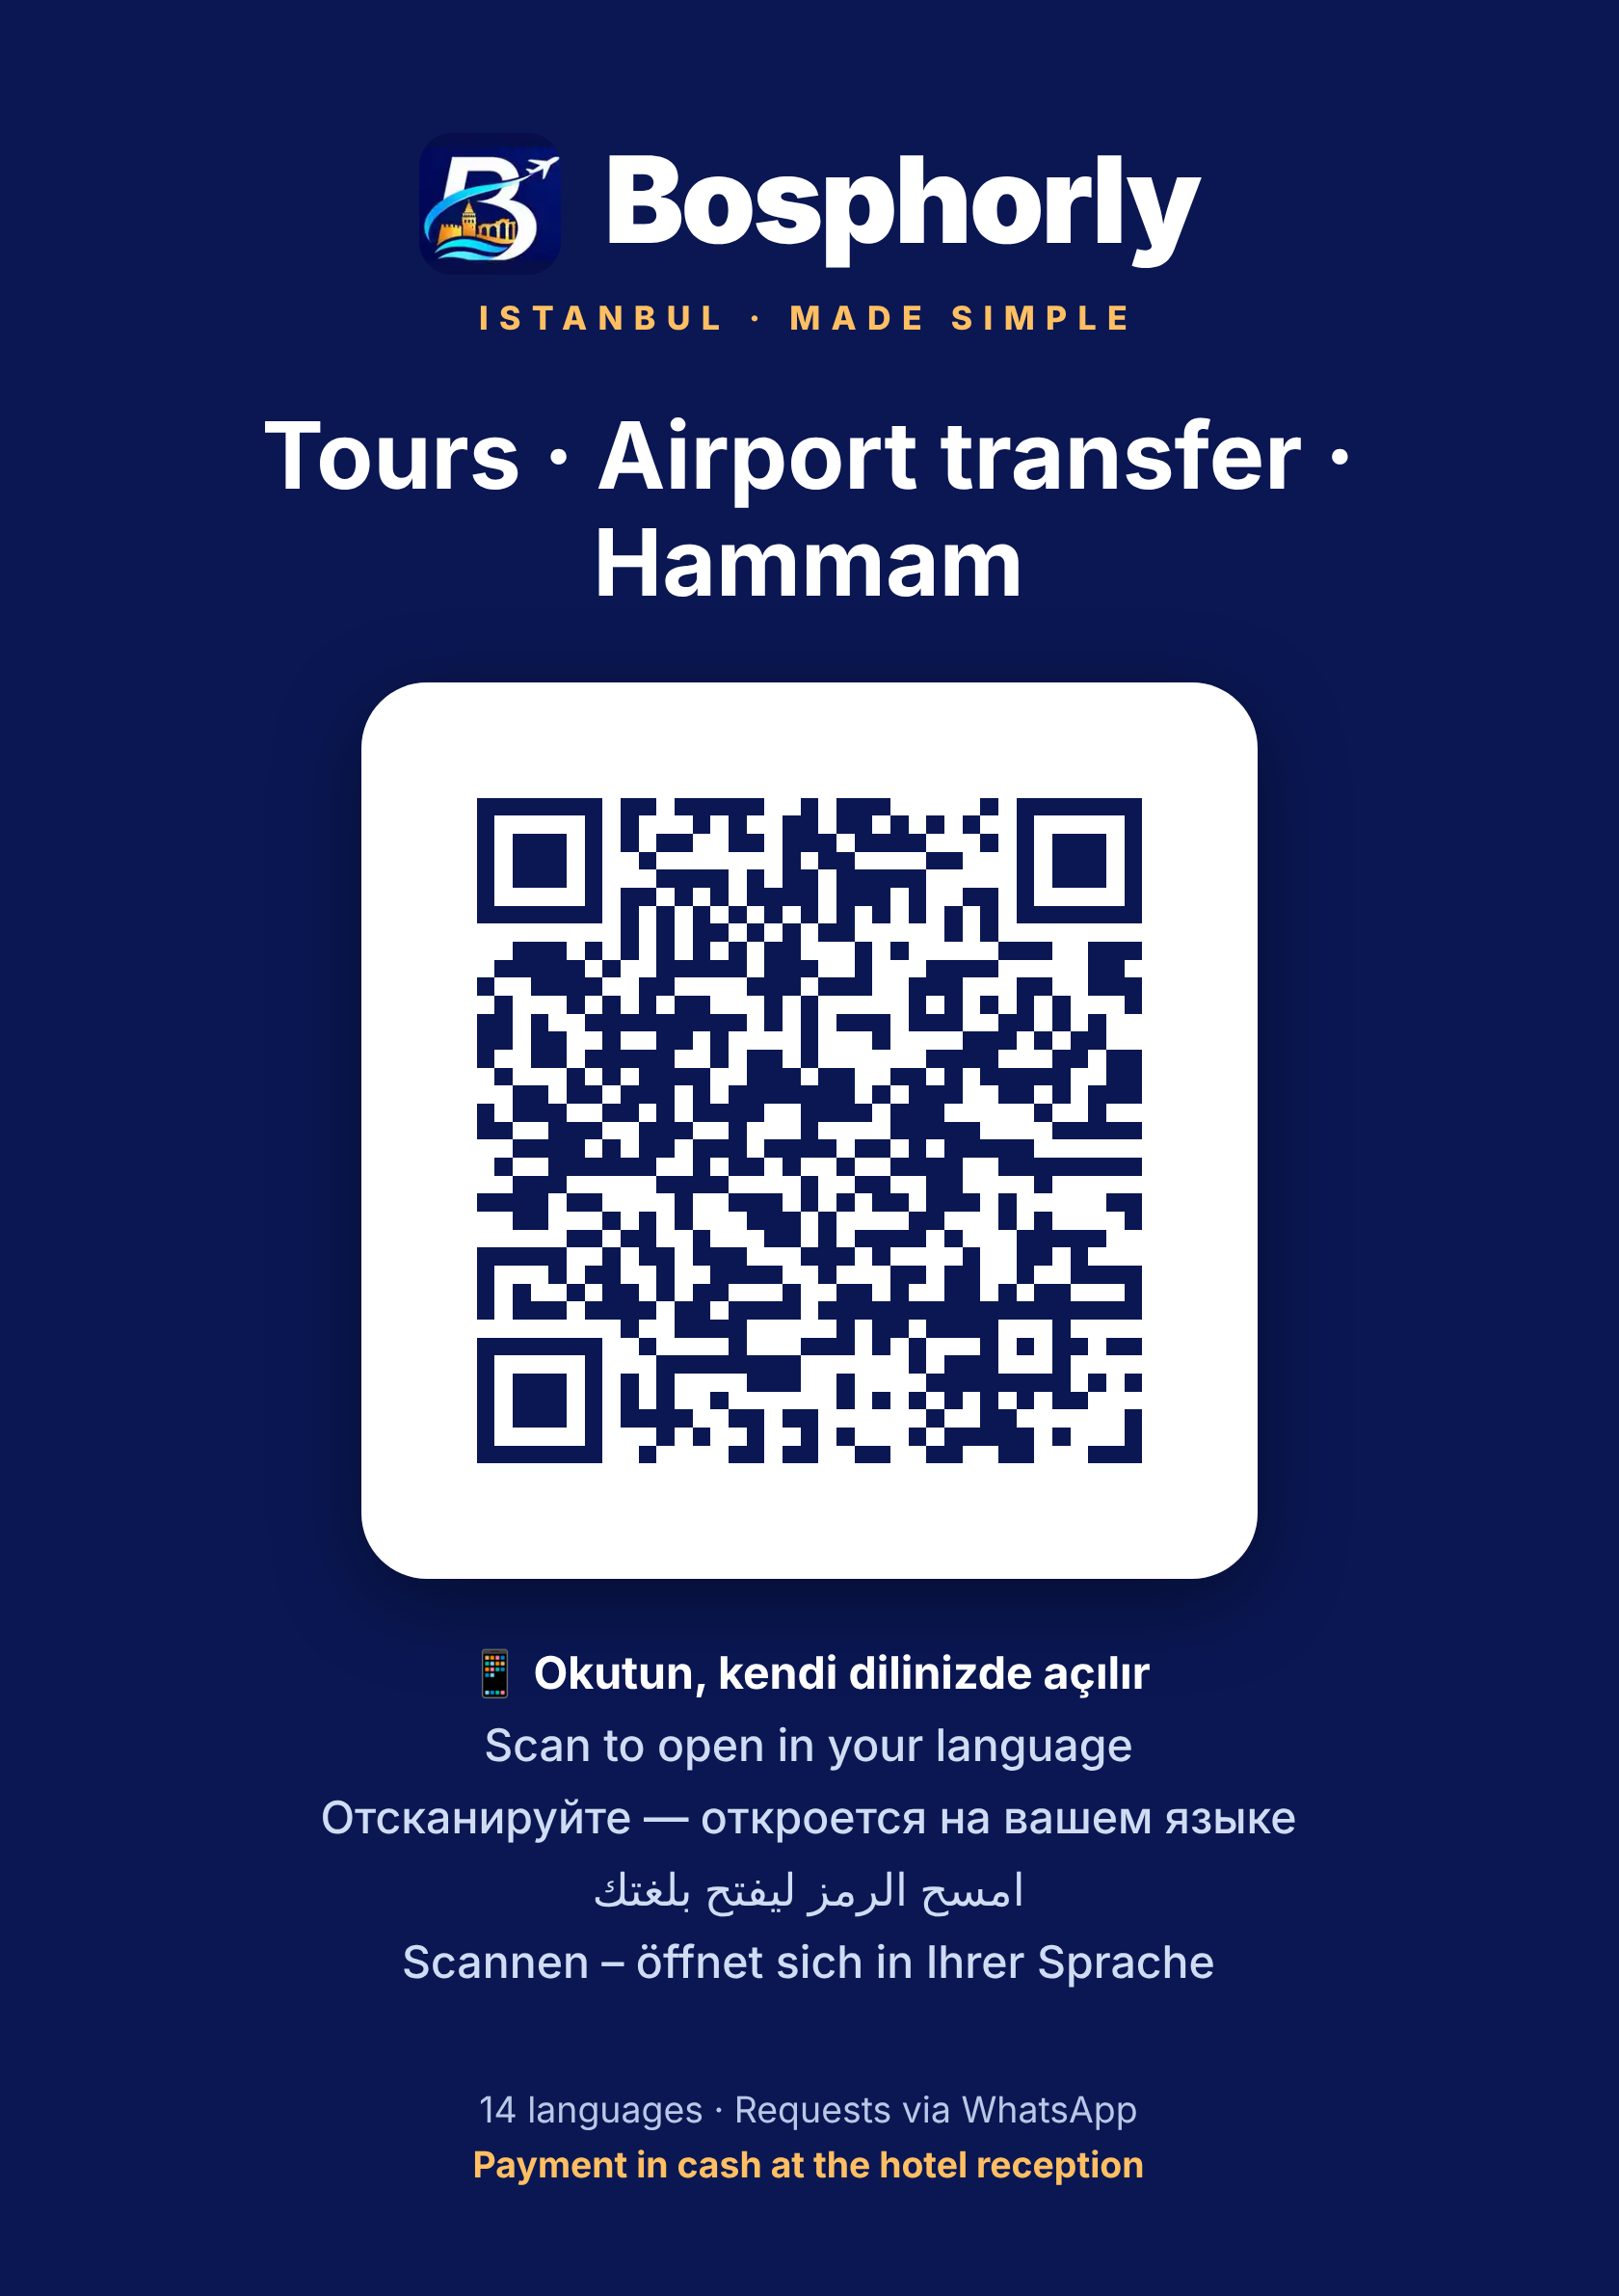 B Bosphorly
ISTANBUL · MADE SIMPLE
Tours · Airport transfer ·
Hammam
📱 Okutun, kendi dilinizde açılır
Scan to open in your language
Отсканируйте — откроется на вашем языке
امسح الرمز ليفتح بلغتك
Scannen – öffnet sich in Ihrer Sprache
14 languages · Requests via WhatsApp
Payment in cash at the hotel reception